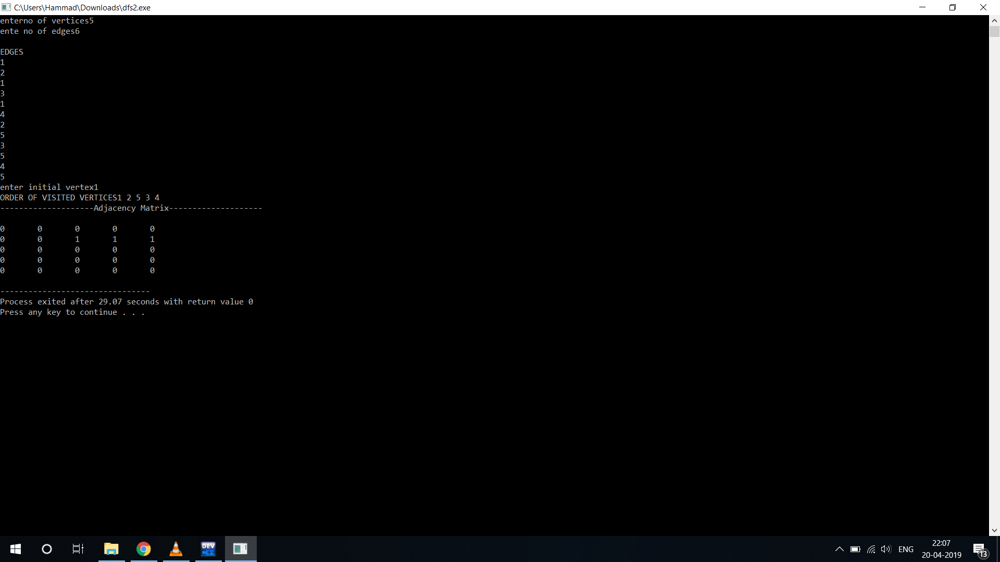 C:\Users\Hammad\Downloads\dfs2.exe
enterno of vertices5
ente no of edges6
EDGES
1
2
1
3
1
4
2
5
3
5
4
5
enter initial vertex1
ORDER OF VISITED VERTICES1 2 5 3 4
--------------------Adjacency Matrix--------------------
0 0 0 0 0
0 0 1 1 1
0 0 0 0 0
0 0 0 0 0
0 0 0 0 0
--------------------------------
Process exited after 29.07 seconds with return value 0
Press any key to continue . . .
DEV
C++
ENG
22:07
20-04-2019
13